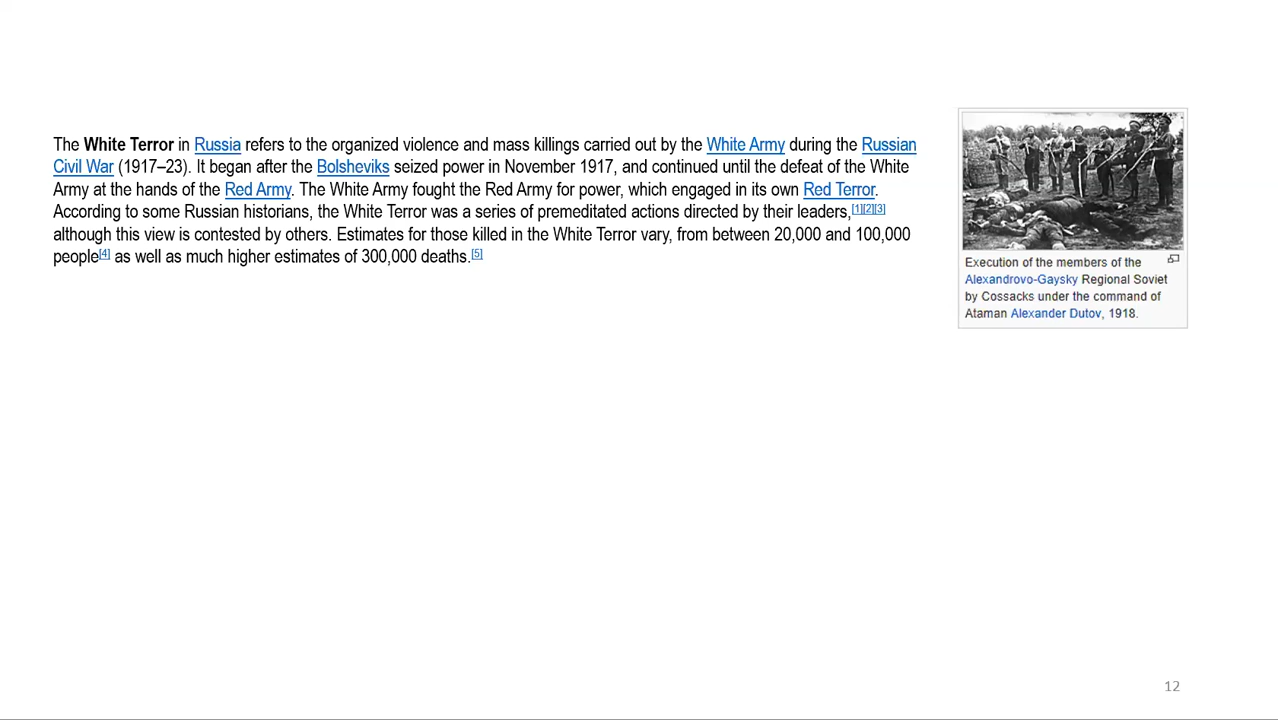 The White Terror in Russia refers to the organized violence and mass killings carried out by the White Army during the Russian
Civil War (1917–23). It began after the Bolsheviks seized power in November 1917, and continued until the defeat of the White
Army at the hands of the Red Army. The White Army fought the Red Army for power, which engaged in its own Red Terror.
According to some Russian historians, the White Terror was a series of premeditated actions directed by their leaders,[1][2][3]
although this view is contested by others. Estimates for those killed in the White Terror vary, from between 20,000 and 100,000
people[4] as well as much higher estimates of 300,000 deaths.[5]
Execution of the members of the
Alexandrovo-Gaysky Regional Soviet
by Cossacks under the command of
Ataman Alexander Dutov, 1918.
12